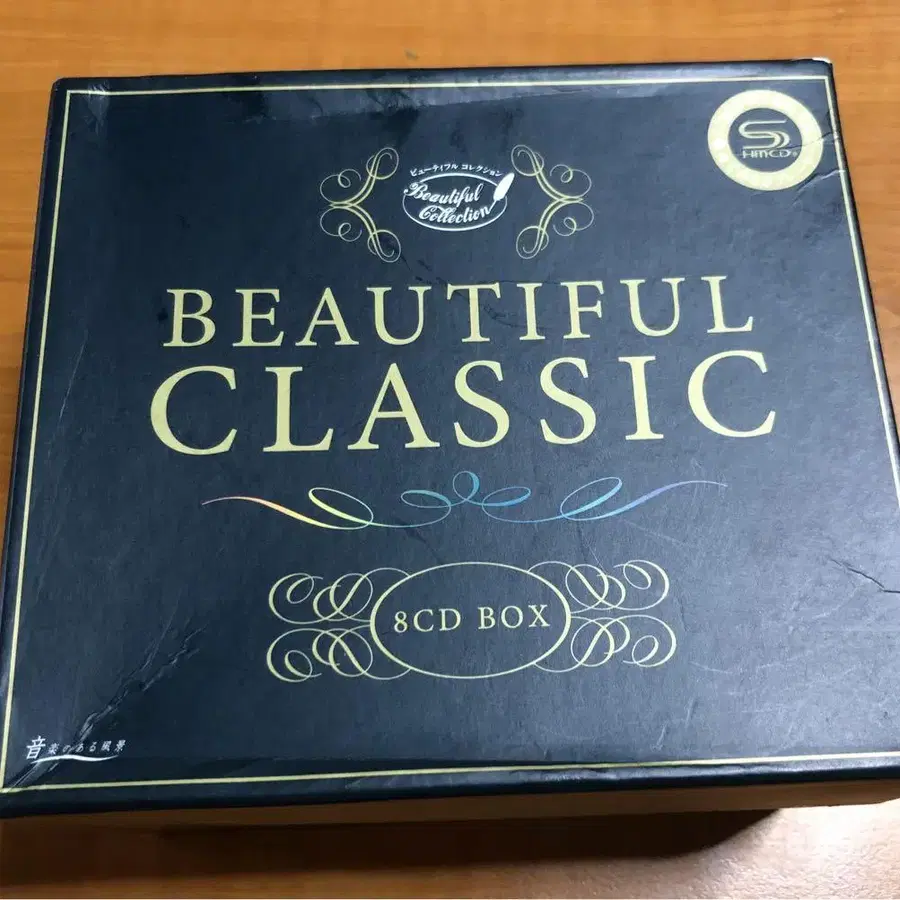 SHM-CD®
ビューティフル コレクション
Beautiful
Collection
BEAUTIFUL
CLASSIC
8CD BOX
音楽のある風景